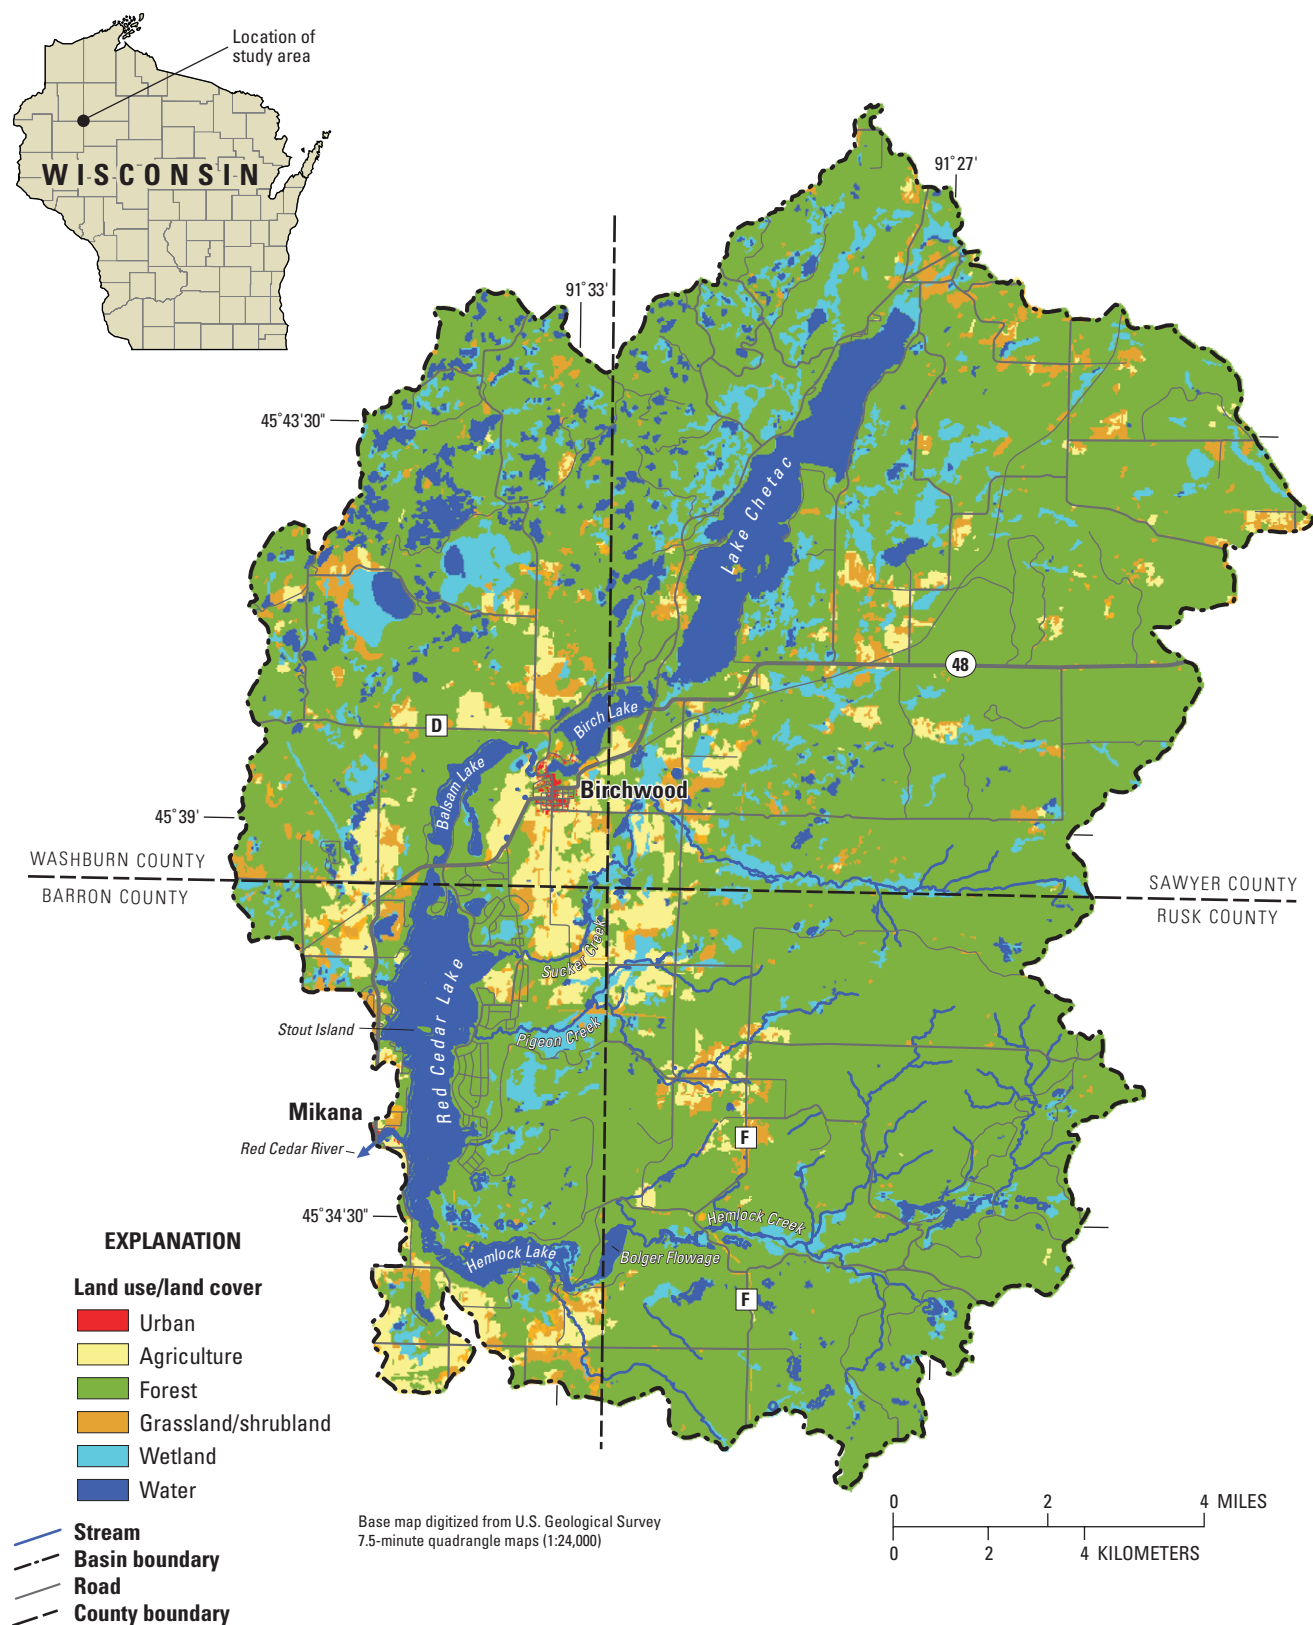 Location of
study area
WISCONSIN
91°27'
91°33'
45°43'30"
Lake Chetac
48
D
Birch Lake
Balsam Lake
Birchwood
45°39'
WASHBURN COUNTY
BARRON COUNTY
SAWYER COUNTY
RUSK COUNTY
Sucker Creek
Red Cedar Lake
Stout Island
Pigeon Creek
Mikana
F
Red Cedar River
45°34'30"
Hemlock Creek
Hemlock Lake
Bolger Flowage
F
EXPLANATION
Land use/land cover
Urban
Agriculture
Forest
Grassland/shrubland
Wetland
Water
Stream
Basin boundary
Road
County boundary
Base map digitized from U.S. Geological Survey
7.5-minute quadrangle maps (1:24,000)
0 2 4 MILES
0 2 4 KILOMETERS